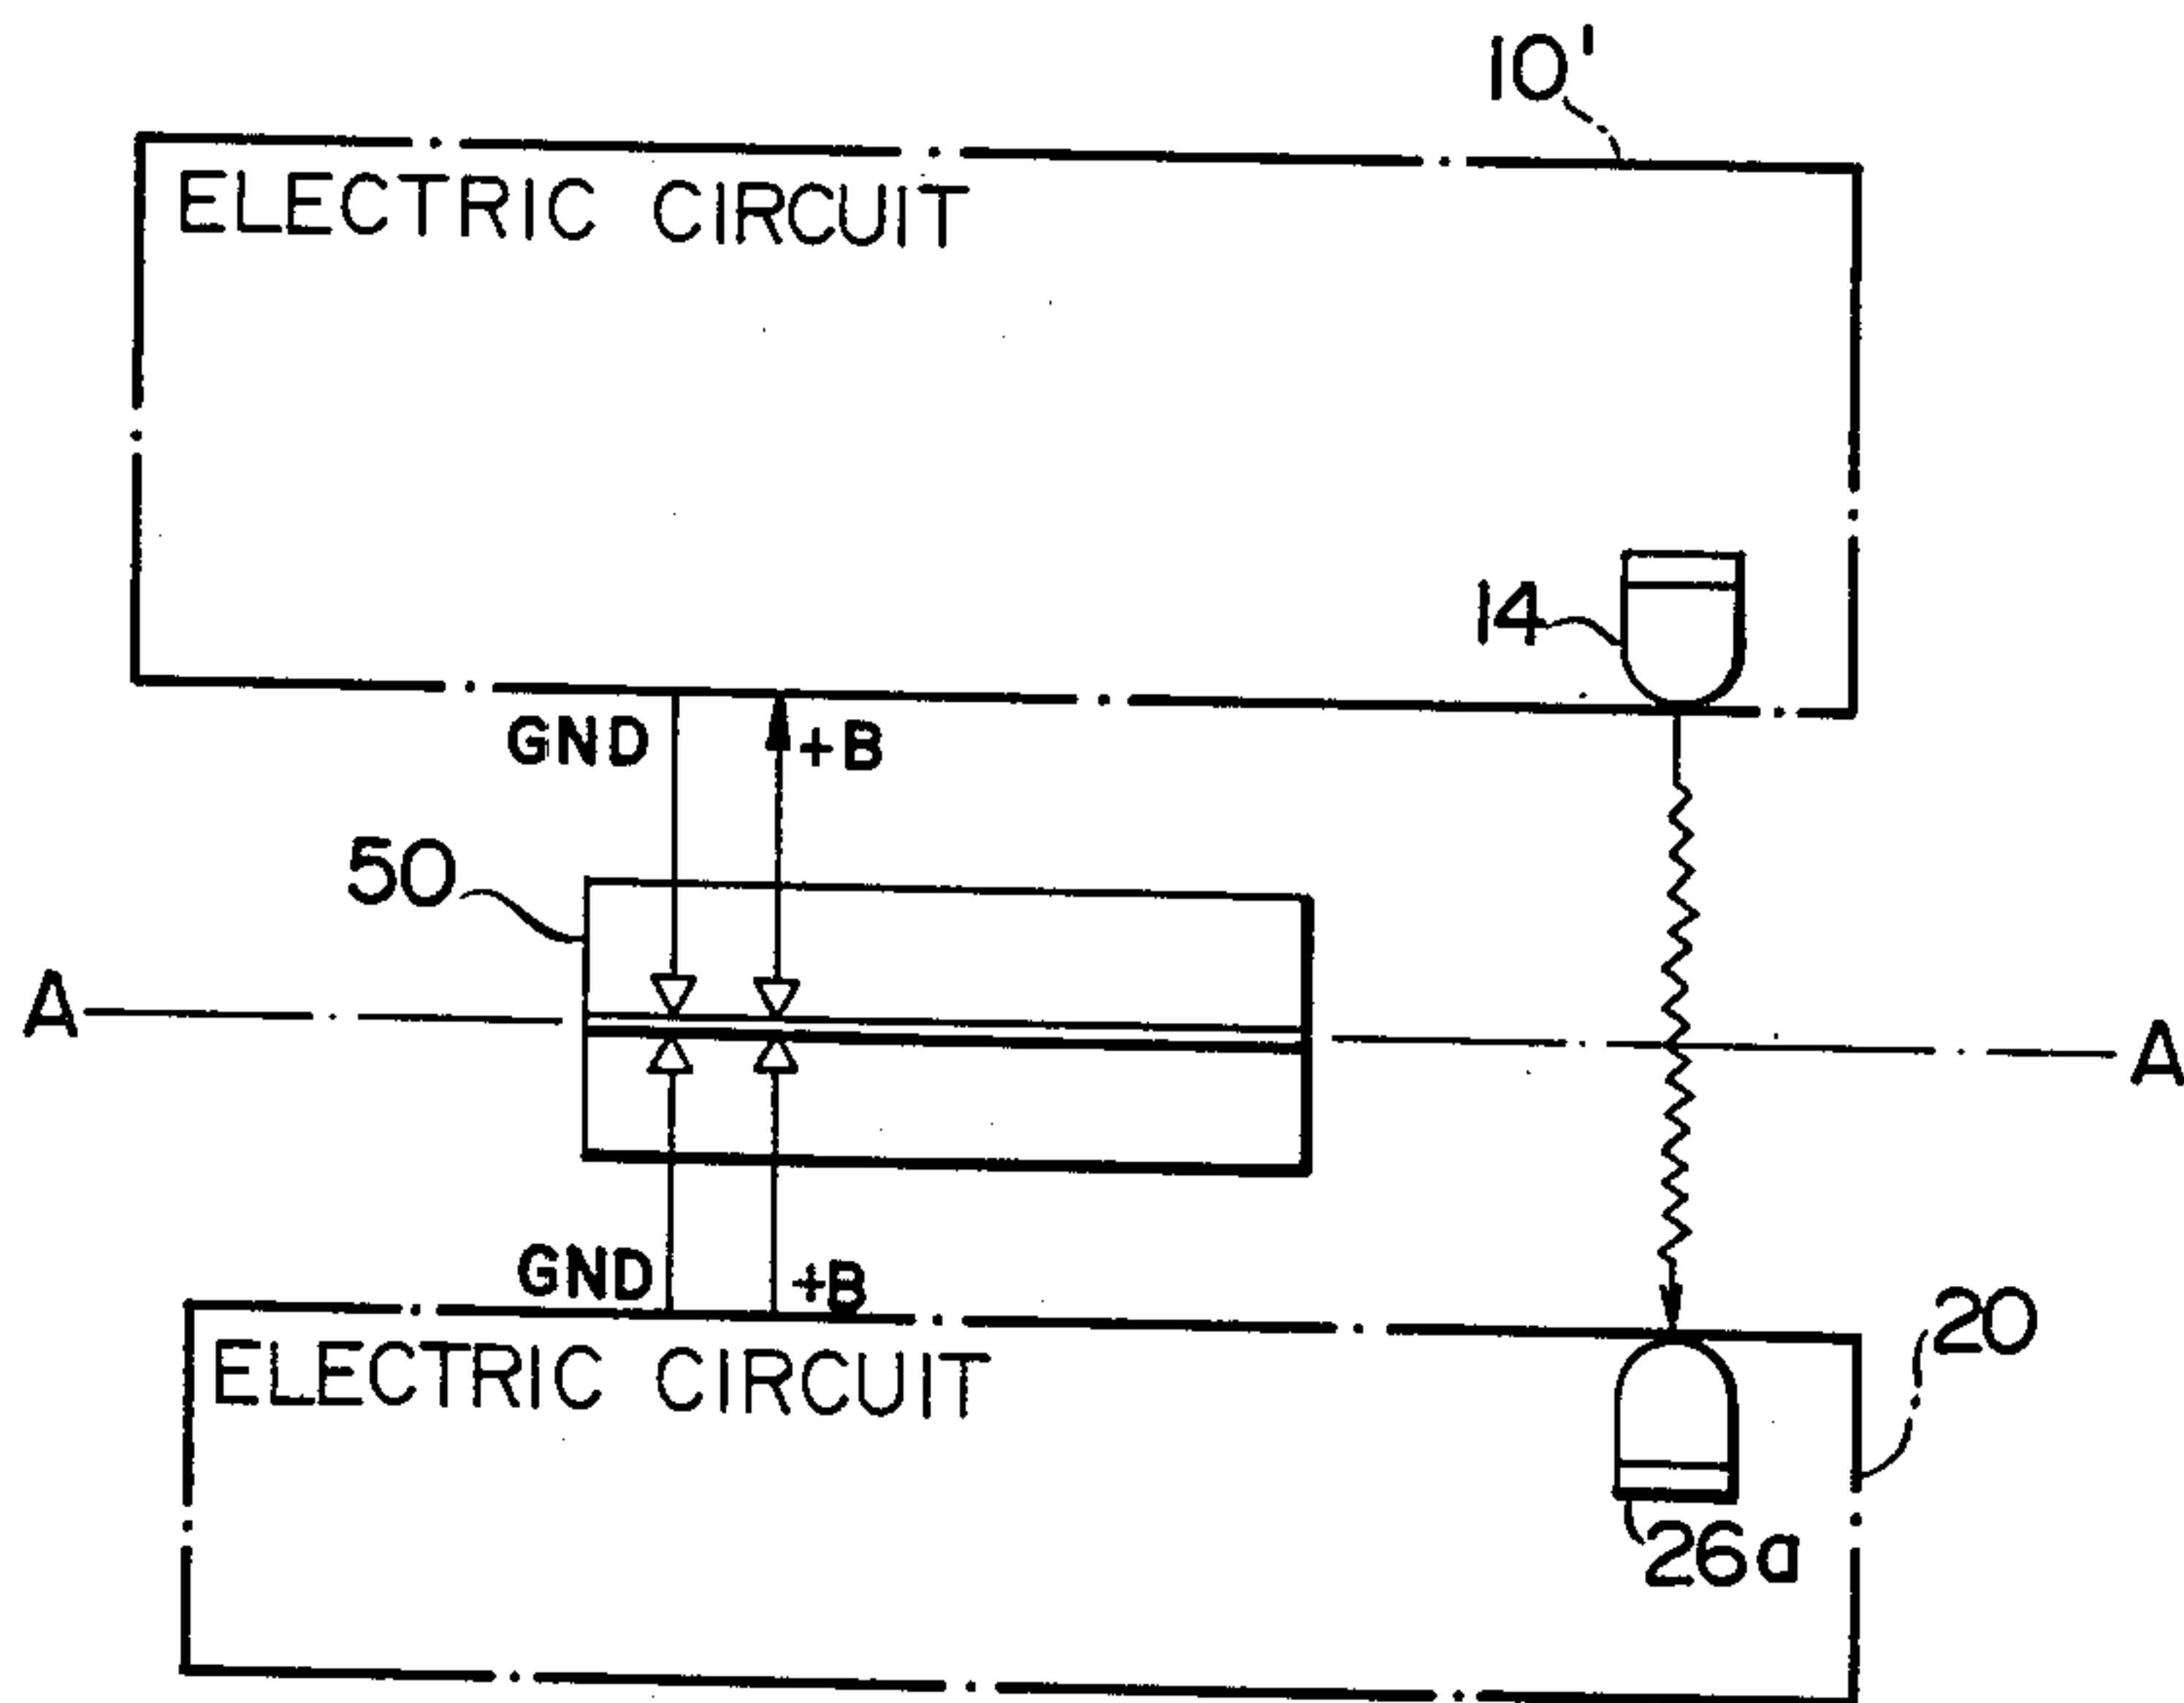 10'
ELECTRIC CIRCUIT
14
GND +B
50
A A
GND +B
20
ELECTRIC CIRCUIT
26a